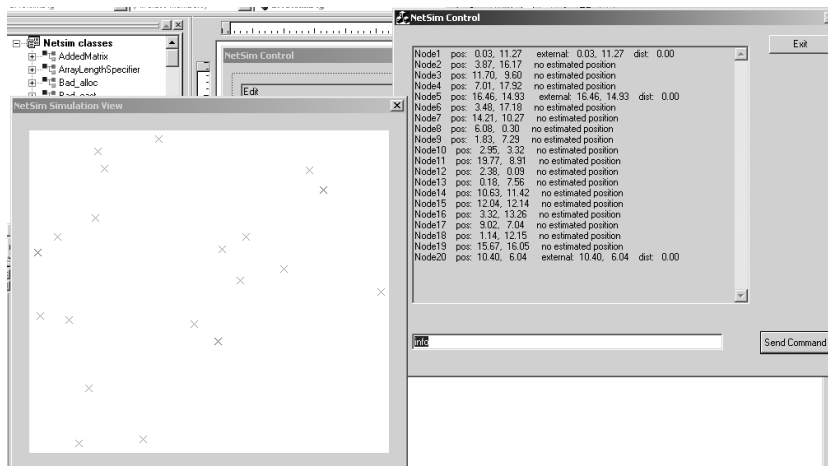 NetSim Control
Netsim classes
AddedMatrix
ArrayLengthSpecifier
Bad_alloc
NetSim Control
Edit
NetSim Simulation View
Exit
Node1 pos: 0.03, 11.27 external: 0.03, 11.27 dist: 0.00
Node2 pos: 3.87, 16.17 no estimated position
Node3 pos: 11.70, 9.60 no estimated position
Node4 pos: 7.01, 17.92 no estimated position
Node5 pos: 16.46, 14.93 external: 16.46, 14.93 dist: 0.00
Node6 pos: 3.48, 17.18 no estimated position
Node7 pos: 14.21, 10.27 no estimated position
Node8 pos: 6.08, 0.30 no estimated position
Node9 pos: 1.83, 7.29 no estimated position
Node10 pos: 2.95, 3.32 no estimated position
Node11 pos: 19.77, 8.91 no estimated position
Node12 pos: 2.38, 0.09 no estimated position
Node13 pos: 0.18, 7.56 no estimated position
Node14 pos: 10.63, 11.42 no estimated position
Node15 pos: 12.04, 12.14 no estimated position
Node16 pos: 3.32, 13.26 no estimated position
Node17 pos: 9.02, 7.04 no estimated position
Node18 pos: 1.14, 12.15 no estimated position
Node19 pos: 15.67, 16.05 no estimated position
Node20 pos: 10.40, 6.04 external: 10.40, 6.04 dist: 0.00
info
Send Command